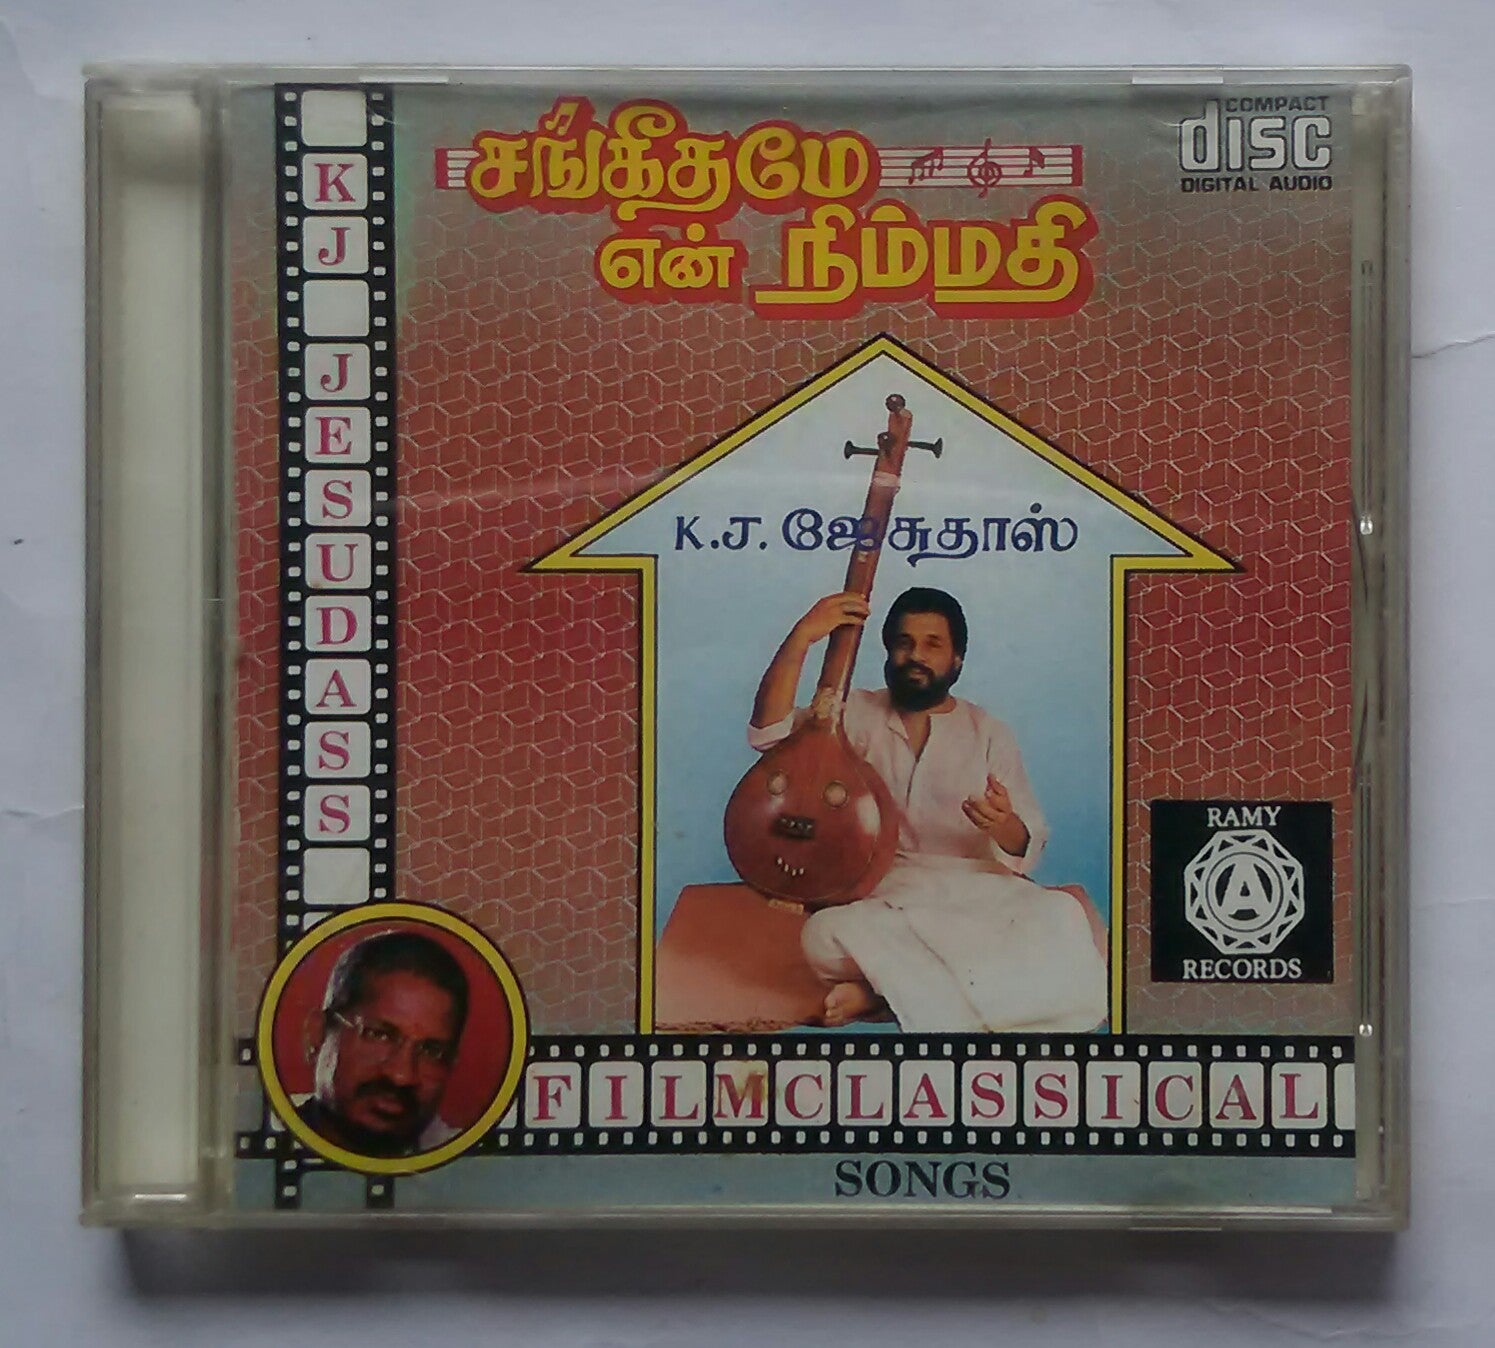 சங்கீதமே
என் நிம்மதி
COMPACT
disc
DIGITAL AUDIO
KJ JESUDASS
K.J. ஜேசுதாஸ்
RAMY
A
RECORDS
FILMCLASSICAL
SONGS